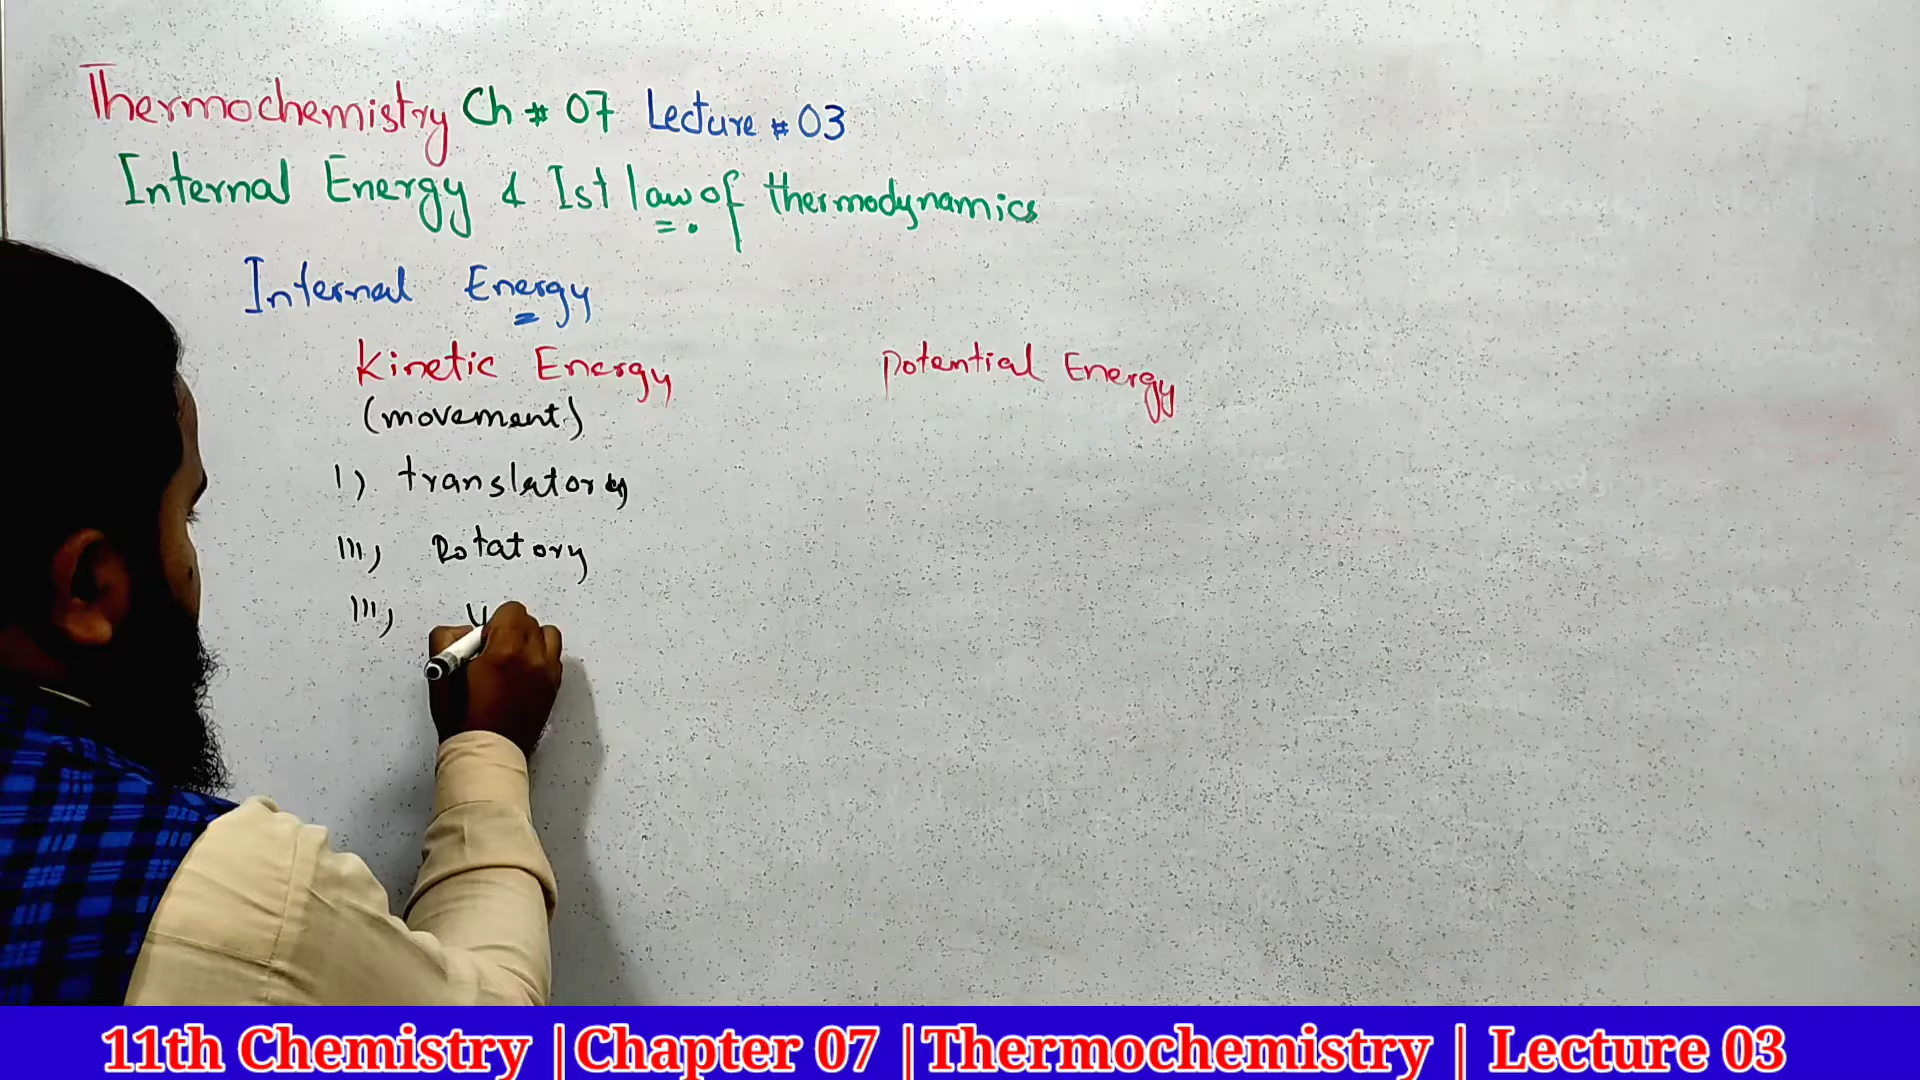 Thermochemistry Ch # 07 Lecture # 03
Internal Energy & Ist law of thermodynamics
Internal Energy
Kinetic Energy
Potential Energy
(movement)
I) translatory
III) Rotatory
III)
11th Chemistry |Chapter 07 |Thermochemistry | Lecture 03